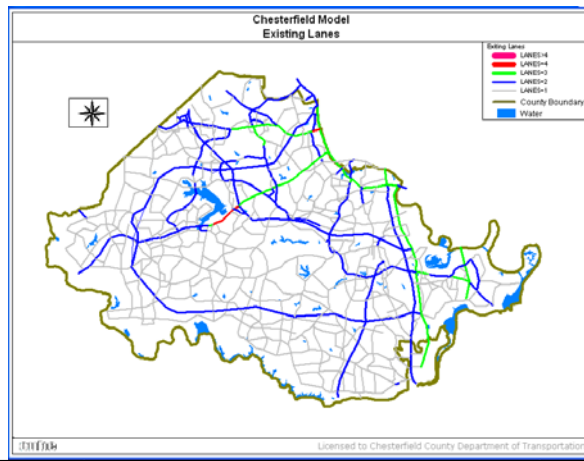 Chesterfield Model
Existing Lanes
Exiting Lanes
LANES>4
LANES=4
LANES=3
LANES=2
LANES=1
County Boundary
Water
Licensed to Chesterfield County Department of Transportation